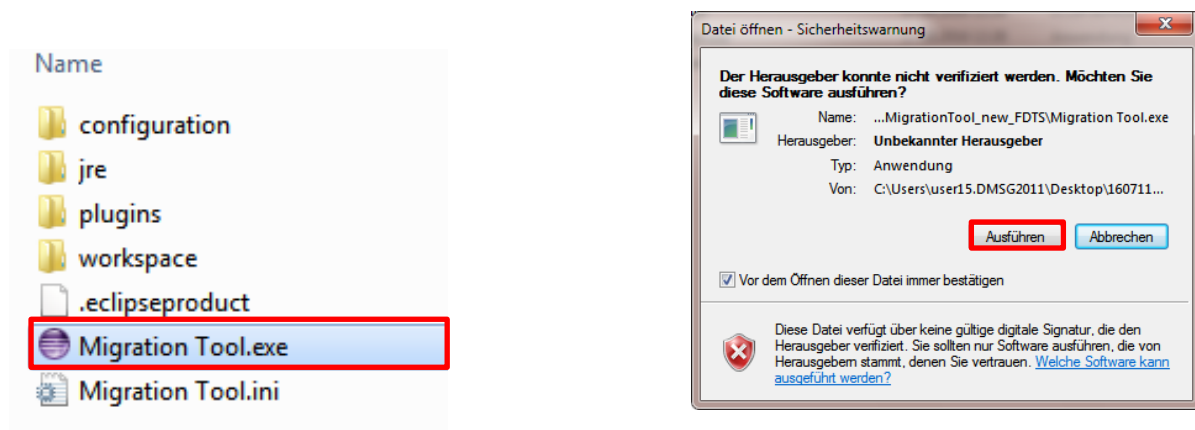 Name
configuration
jre
plugins
workspace
.eclipseproduct
Migration Tool.exe
Migration Tool.ini
Datei öffnen - Sicherheitswarnung
Der Herausgeber konnte nicht verifiziert werden. Möchten Sie
diese Software ausführen?
Name: ...MigrationTool_new_FDTS\Migration Tool.exe
Herausgeber: Unbekannter Herausgeber
Typ: Anwendung
Von: C:\Users\user15.DMSG2011\Desktop\160711...
Ausführen Abbrechen
Vor dem Öffnen dieser Datei immer bestätigen
Diese Datei verfügt über keine gültige digitale Signatur, die den
Herausgeber verifiziert. Sie sollten nur Software ausführen, die von
Herausgebern stammt, denen Sie vertrauen. Welche Software kann
ausgeführt werden?